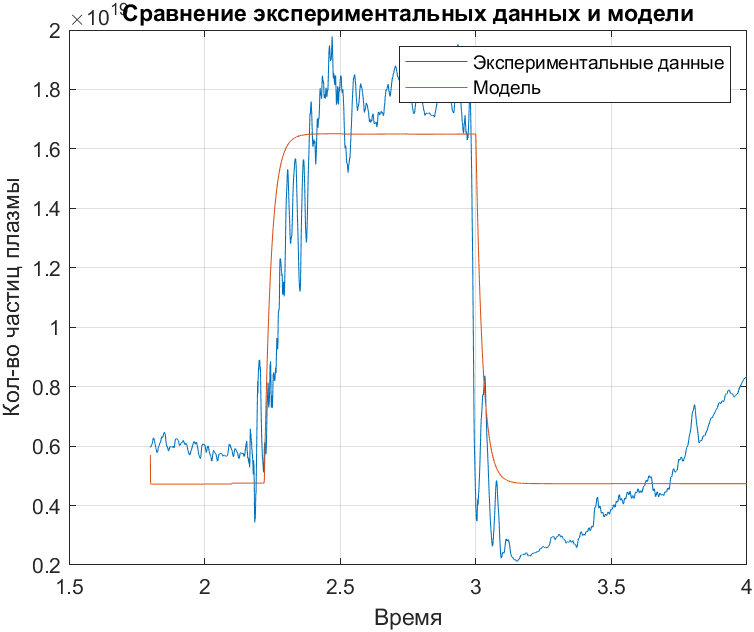 ×10¹⁹
Сравнение экспериментальных данных и модели
Экспериментальные данные
Модель
2
1.8
1.6
1.4
1.2
1
0.8
0.6
0.4
0.2
Кол-во частиц плазмы
1.5 2 2.5 3 3.5 4
Время